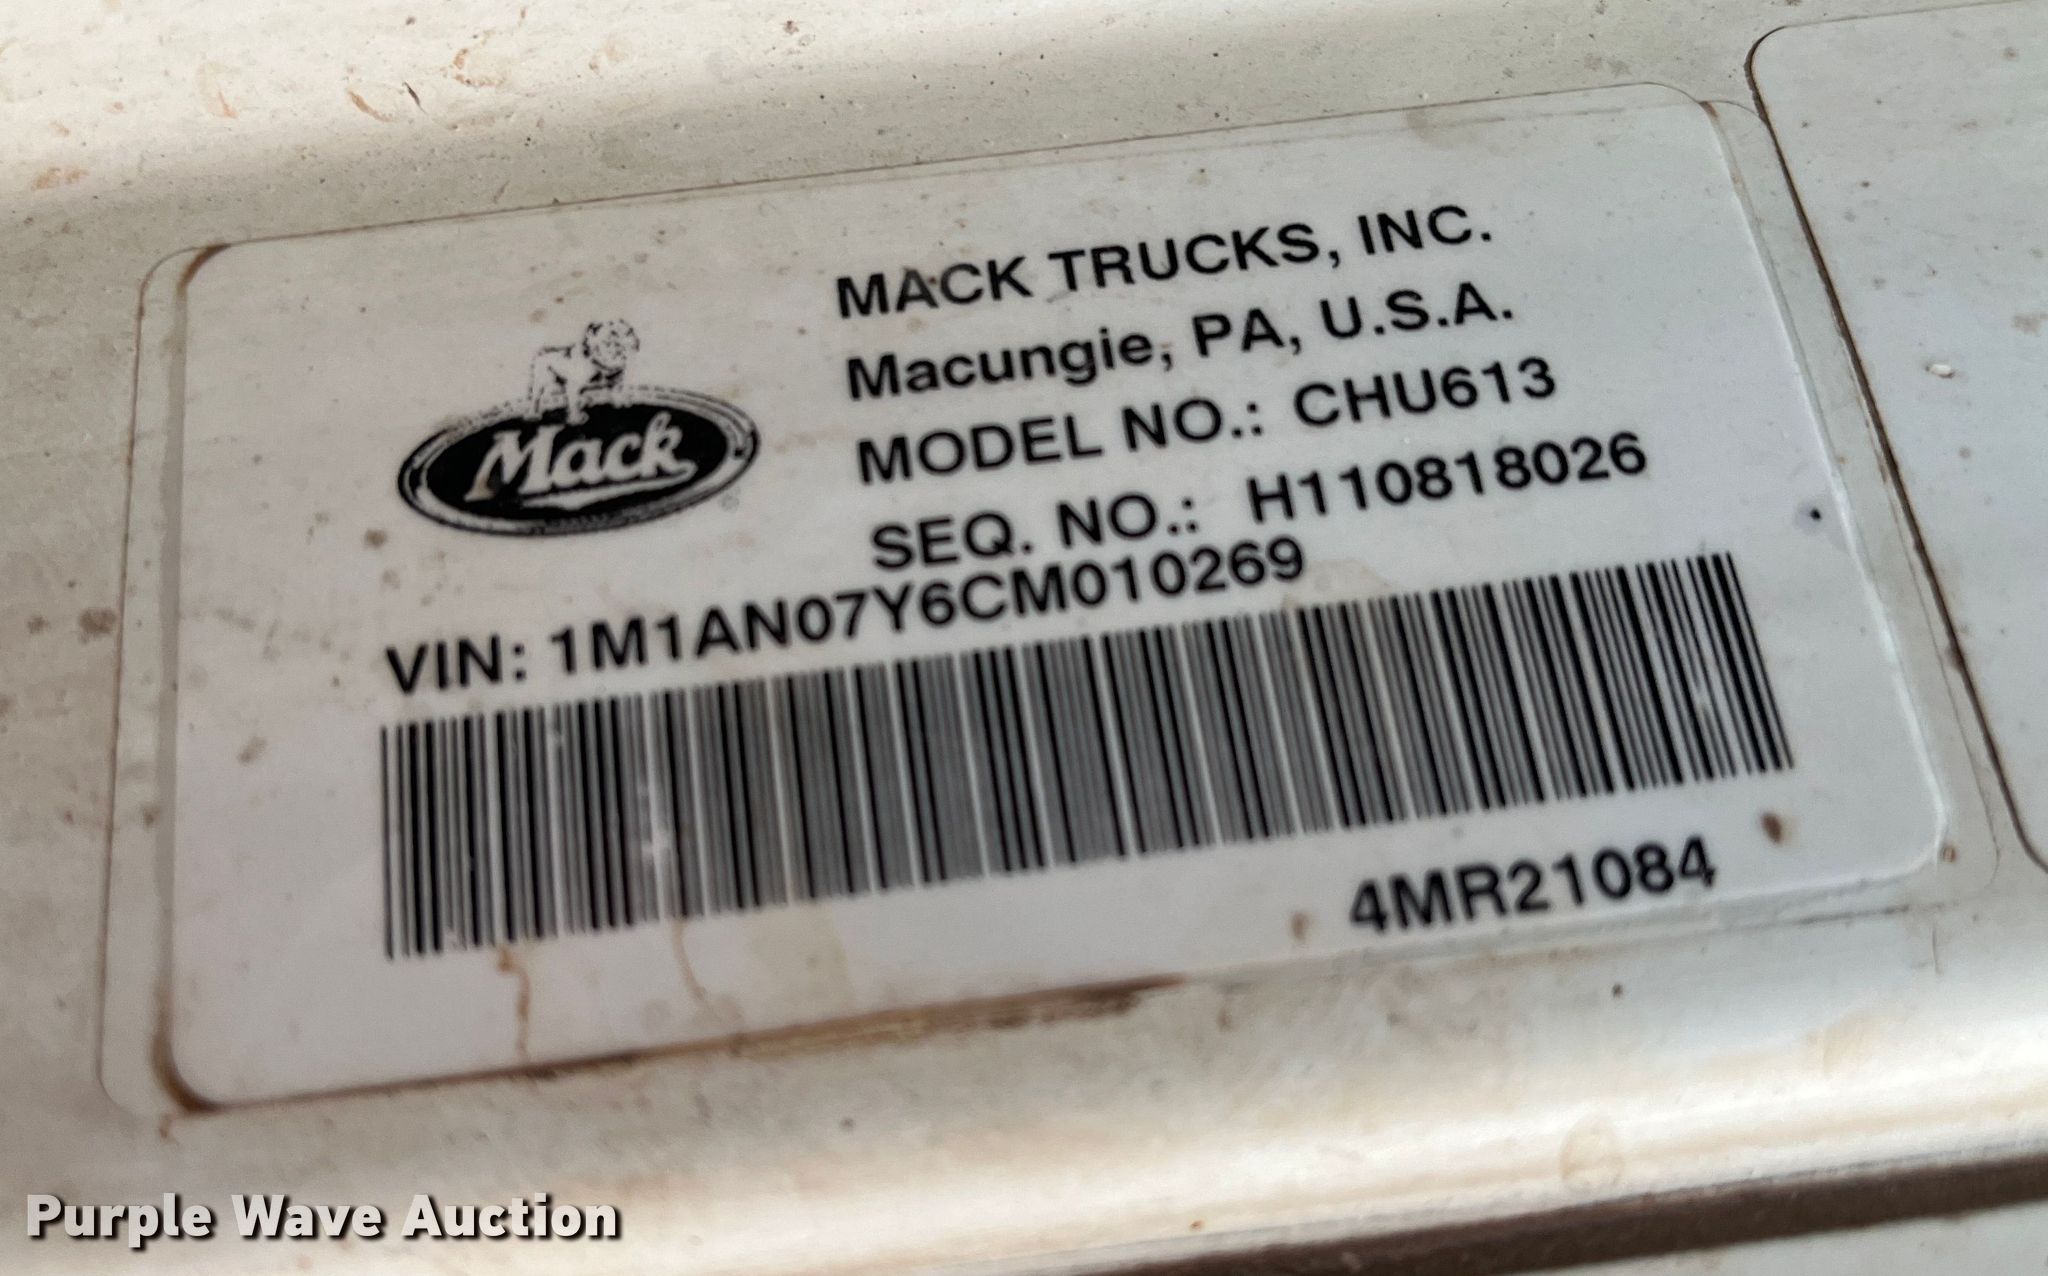 MACK TRUCKS, INC.
Macungie, PA, U.S.A.
MODEL NO.: CHU613
SEQ. NO.: H110818026
Mack
VIN: 1M1AN07Y6CM010269
4MR21084
Purple Wave Auction